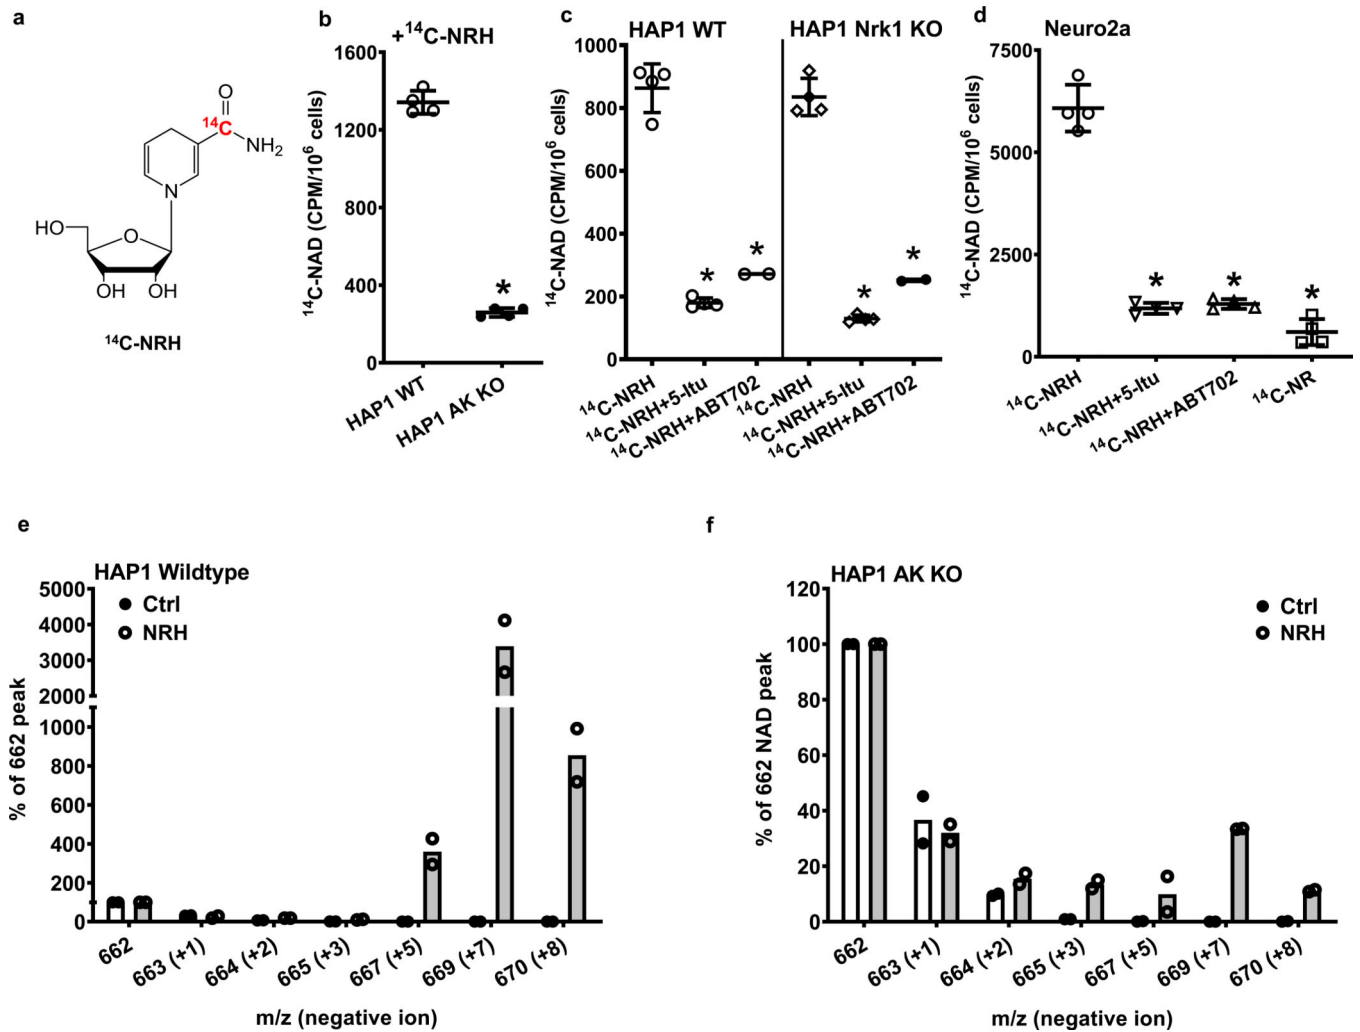 a
O
¹⁴C
NH₂
N
HO
O
OH
OH
¹⁴C-NRH
b
+¹⁴C-NRH
¹⁴C-NAD (CPM/10⁶ cells)
1600
1200
800
400
0
*
HAP1 WT
HAP1 AK KO
c
HAP1 WT
HAP1 Nrk1 KO
¹⁴C-NAD (CPM/10⁶ cells)
1000
800
600
400
200
0
*
*
*
*
¹⁴C-NRH
¹⁴C-NRH+5-Itu
¹⁴C-NRH+ABT702
¹⁴C-NRH
¹⁴C-NRH+5-Itu
¹⁴C-NRH+ABT702
d
Neuro2a
¹⁴C-NAD (CPM/10⁶ cells)
7500
5000
2500
0
*
*
*
¹⁴C-NRH
¹⁴C-NRH+5-Itu
¹⁴C-NRH+ABT702
¹⁴C-NR
e
HAP1 Wildtype
Ctrl
NRH
% of 662 peak
5000
4000
3000
2000
1000
800
600
400
200
0
662
663 (+1)
664 (+2)
665 (+3)
667 (+5)
669 (+7)
670 (+8)
m/z (negative ion)
f
HAP1 AK KO
Ctrl
NRH
% of 662 NAD peak
120
100
80
60
40
20
0
662
663 (+1)
664 (+2)
665 (+3)
667 (+5)
669 (+7)
670 (+8)
m/z (negative ion)